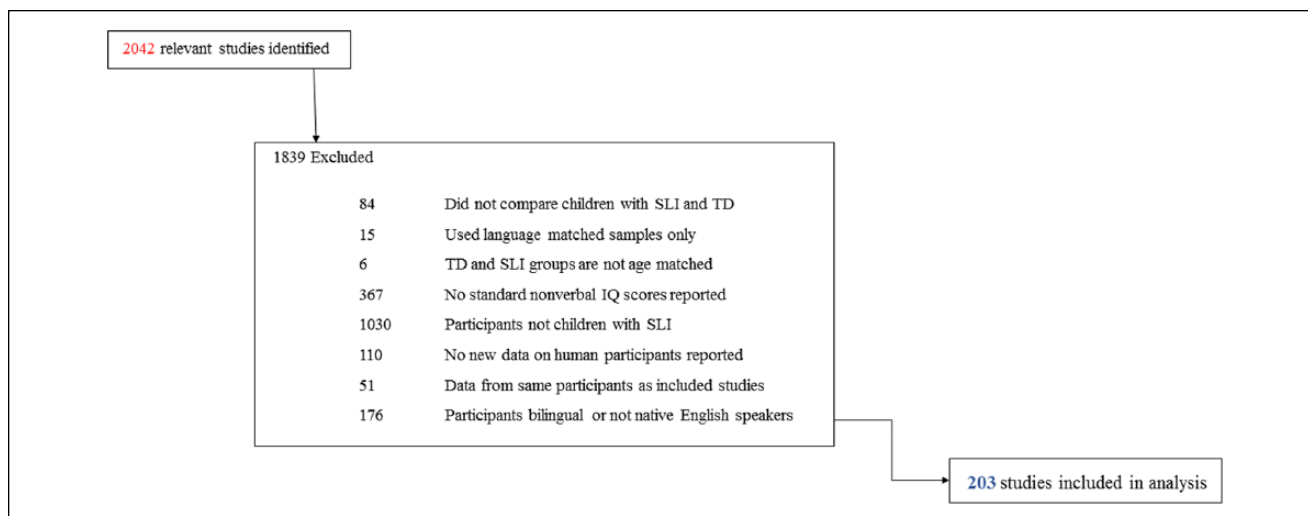 2042 relevant studies identified
1839 Excluded
84 Did not compare children with SLI and TD
15 Used language matched samples only
6 TD and SLI groups are not age matched
367 No standard nonverbal IQ scores reported
1030 Participants not children with SLI
110 No new data on human participants reported
51 Data from same participants as included studies
176 Participants bilingual or not native English speakers
203 studies included in analysis